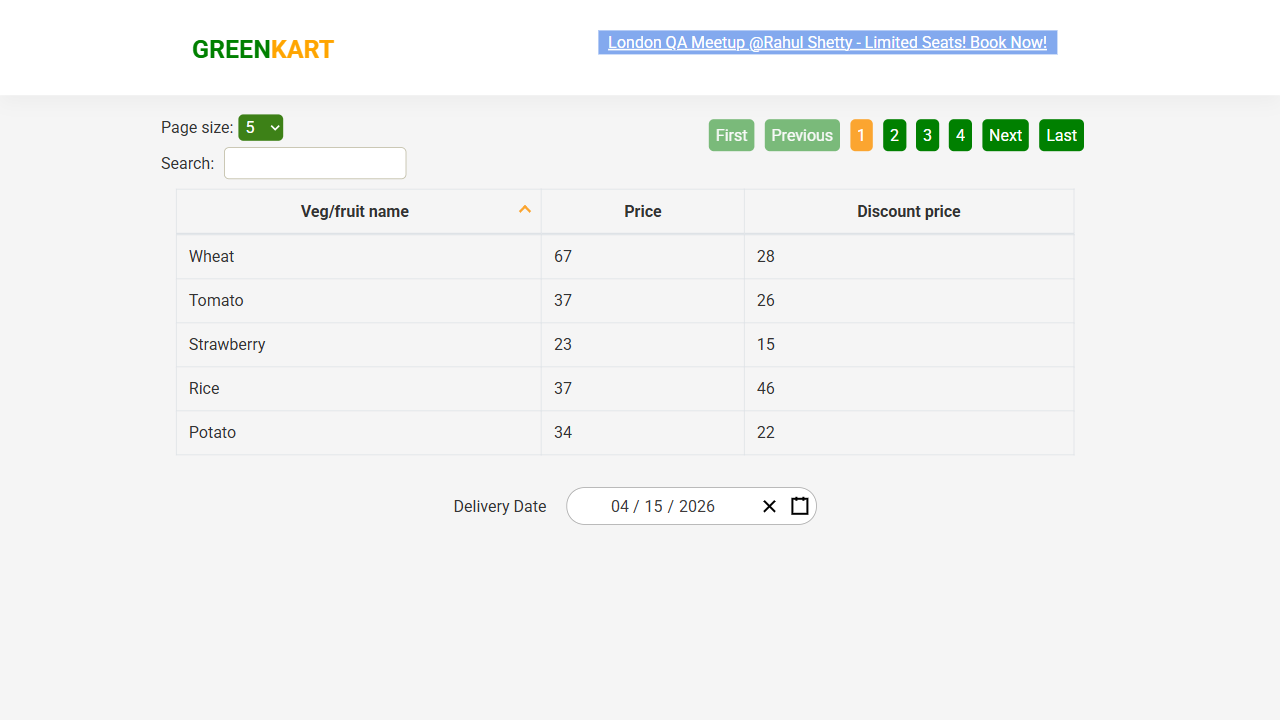 GREENKART
London QA Meetup @Rahul Shetty - Limited Seats! Book Now!
Page size: 5
First Previous 1 2 3 4 Next Last
Search:
Veg/fruit name Price Discount price
Wheat 67 28
Tomato 37 26
Strawberry 23 15
Rice 37 46
Potato 34 22
Delivery Date 04 / 15 / 2026